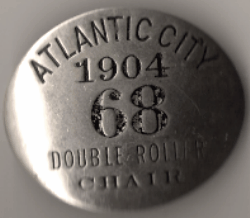 ATLANTIC CITY
1904
68
DOUBLE ROLLER
CHAIR